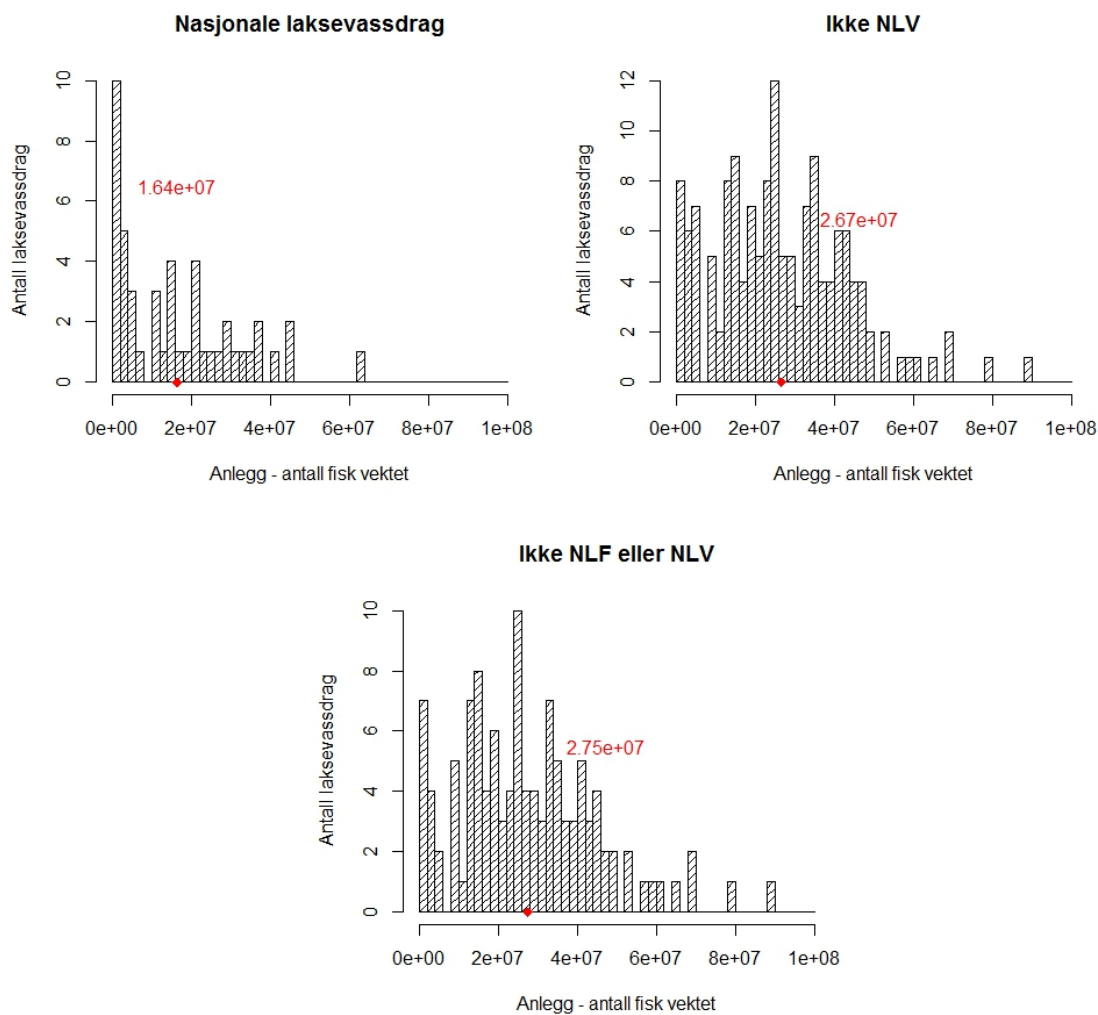 Nasjonale laksevassdrag
Antall laksevassdrag
10
8
6
4
2
0
1.64e+07
0e+00 2e+07 4e+07 6e+07 8e+07 1e+08
Anlegg - antall fisk vektet
Ikke NLV
Antall laksevassdrag
12
10
8
6
4
2
0
2.67e+07
0e+00 2e+07 4e+07 6e+07 8e+07 1e+08
Anlegg - antall fisk vektet
Ikke NLF eller NLV
Antall laksevassdrag
10
8
6
4
2
0
2.75e+07
0e+00 2e+07 4e+07 6e+07 8e+07 1e+08
Anlegg - antall fisk vektet